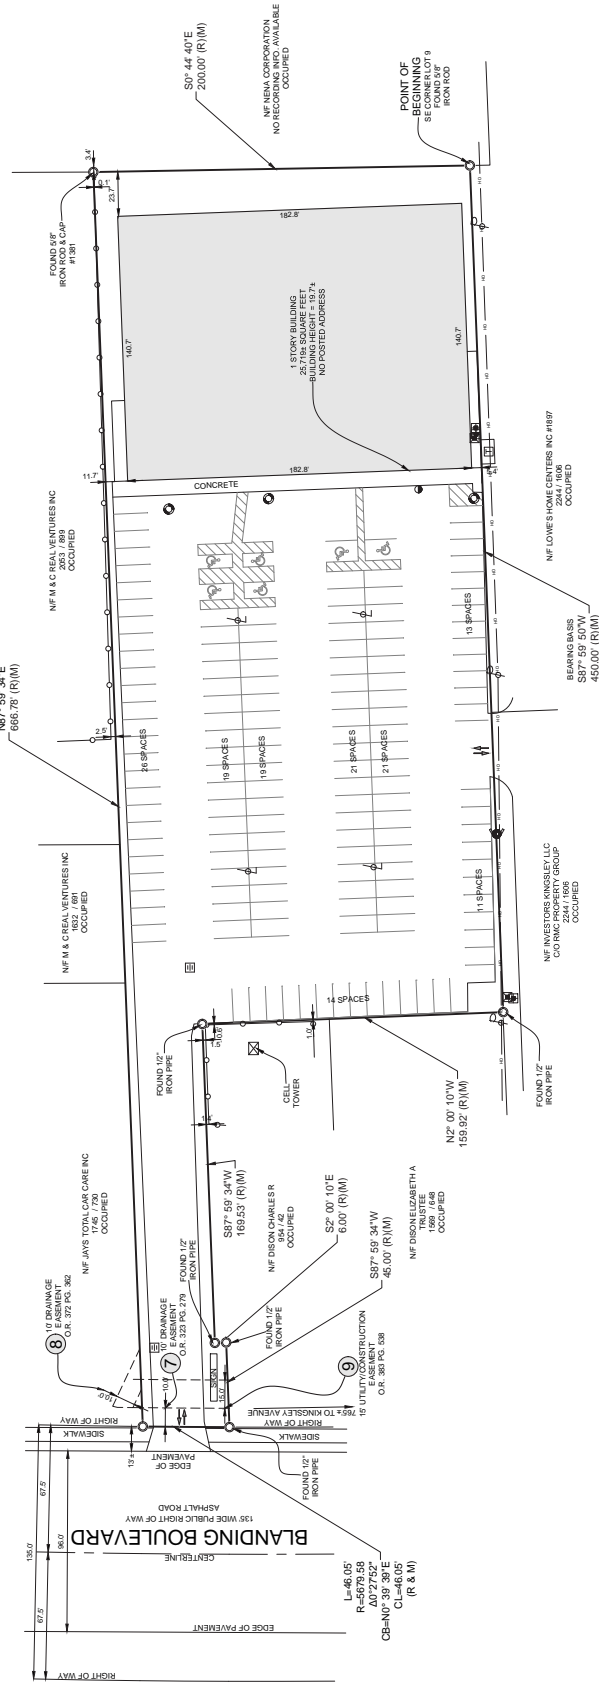 S0° 44' 40"E
200.00' (R)(M)
N/F NENA CORPORATION
NO RECORDING INFO. AVAILABLE
OCCUPIED
POINT OF
BEGINNING
SE CORNER LOT 9
FOUND 5/8"
IRON ROD
3.4'
0.1'
23.7'
FOUND 5/8"
IRON ROD & CAP
#1381
182.8'
140.7'
1 STORY BUILDING
25,719± SQUARE FEET
BUILDING HEIGHT = 19.7'±
NO POSTED ADDRESS
140.7'
182.8'
11.7'
CONCRETE
N/F M & C REAL VENTURES INC
2053 / 899
OCCUPIED
N/F LOWE'S HOME CENTERS INC #1897
2244 / 1606
OCCUPIED
BEARING BASIS
S87° 59' 50"W
450.00' (R)(M)
N87° 59' 34"E
666.78' (R)(M)
2.5'
26 SPACES
19 SPACES
19 SPACES
21 SPACES
21 SPACES
13 SPACES
11 SPACES
14 SPACES
N/F M & C REAL VENTURES INC
1632 / 691
OCCUPIED
N/F INVESTORS KINGSLEY LLC
C/O RMC PROPERTY GROUP
2244 / 1606
OCCUPIED
FOUND 1/2"
IRON PIPE
0.6'
1.5'
1.0'
CELL
TOWER
FOUND 1/2"
IRON PIPE
N2° 00' 10"W
159.92' (R)(M)
1.4'
S87° 59' 34"W
169.53' (R)(M)
N/F JAYS TOTAL CAR CARE INC
1745 / 730
OCCUPIED
N/F DISON CHARLES R
954 / 42
OCCUPIED
N/F DISON ELIZABETH A
TRUSTEE
1569 / 648
OCCUPIED
S2° 00' 10"E
6.00' (R)(M)
S87° 59' 34"W
45.00' (R)(M)
FOUND 1/2"
IRON PIPE
FOUND 1/2"
IRON PIPE
8
10' DRAINAGE
EASEMENT
O.R. 372 PG. 362
7
10' DRAINAGE
EASEMENT
O.R. 323 PG. 279
9
15' UTILITY/CONSTRUCTION
EASEMENT
O.R. 383 PG. 538
SIGN
10.0'
10.0'
15.0'
765'± TO KINGSLEY AVENUE
RIGHT OF WAY
SIDEWALK
RIGHT OF WAY
SIDEWALK
13'±
EDGE OF
PAVEMENT
FOUND 1/2"
IRON PIPE
135' WIDE PUBLIC RIGHT OF WAY
ASPHALT ROAD
BLANDING BOULEVARD
CENTERLINE
67.5'
96.0'
135.0'
67.5'
L=46.05'
R=5679.58
Δ0°27'52"
CB=N0° 39' 39"E
CL=46.05'
(R & M)
EDGE OF PAVEMENT
RIGHT OF WAY